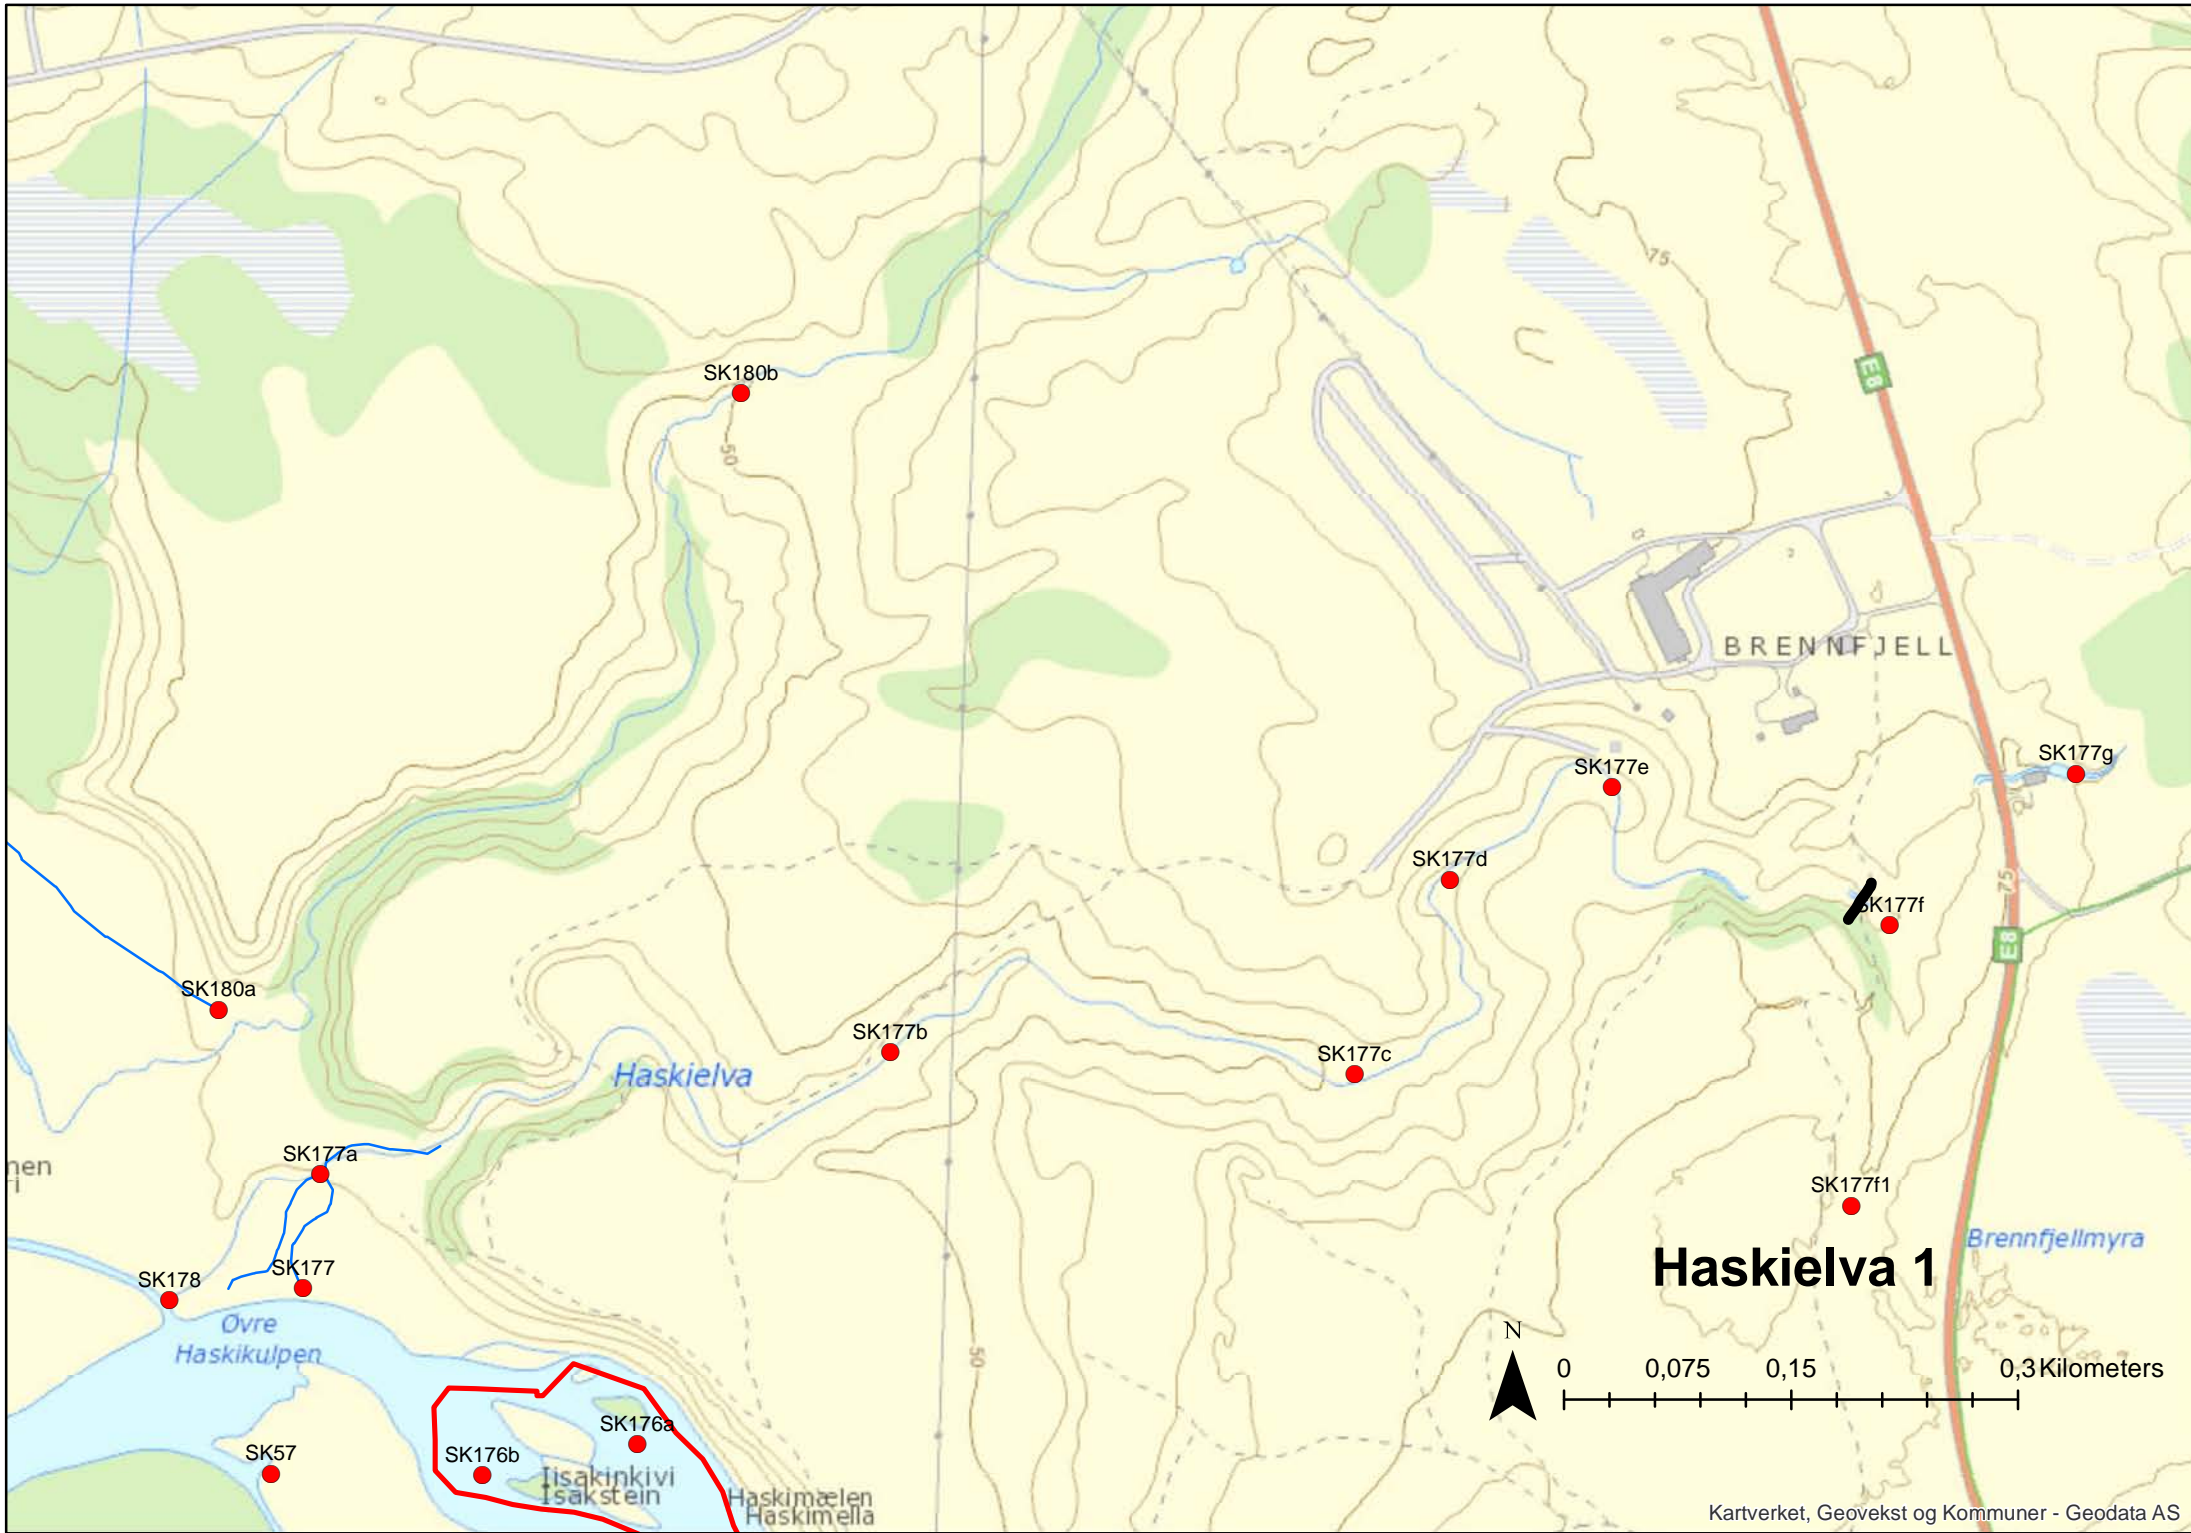 75
SK180b
E8
50
BRENNFJELL
SK177g
SK177e
SK177d
75
SK177f
E8
SK180a
SK177b
Haskielva
SK177c
SK177a
SK177f1
Brennfjellmyra
Haskielva 1
SK178
SK177
Øvre
Haskikulpen
50
N
0 0,075 0,15 0,3 Kilometers
SK176a
SK57
SK176b
Iisakinkivi
Isakstein
Haskimælen
Haskimella
Kartverket, Geovekst og Kommuner - Geodata AS